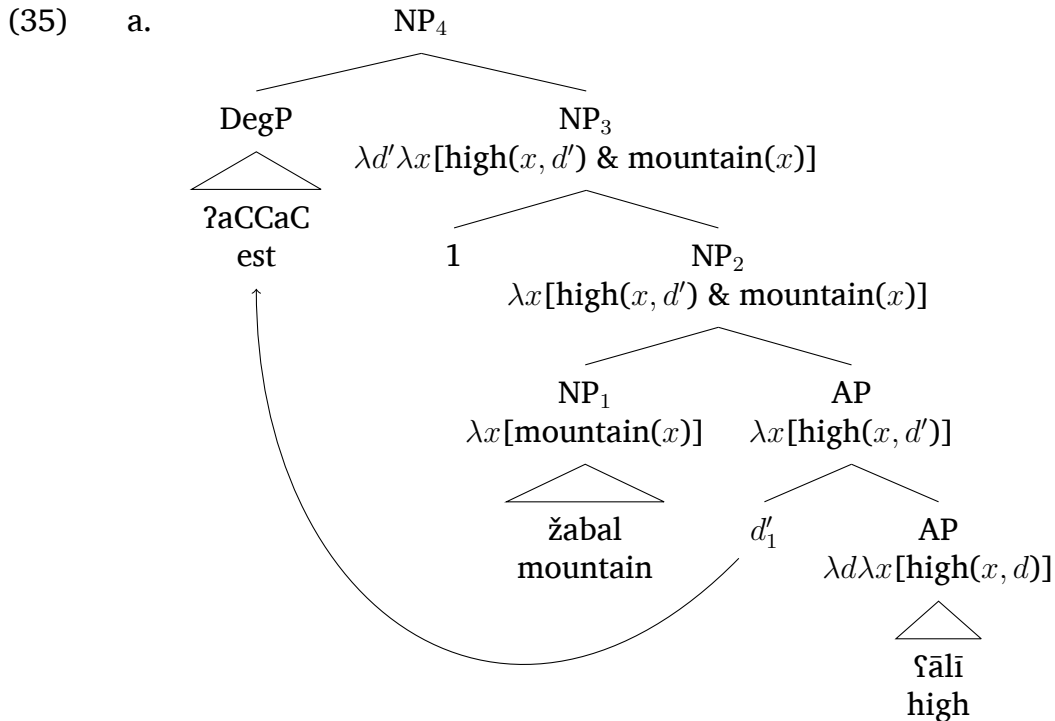 (35) a. NP₄
DegP NP₃
λd′λx[high(x, d′) & mountain(x)]
ʔaCCaC
est
1 NP₂
λx[high(x, d′) & mountain(x)]
NP₁ AP
λx[mountain(x)] λx[high(x, d′)]
žabal
mountain
d′₁ AP
λdλx[high(x, d)]
ʕālī
high